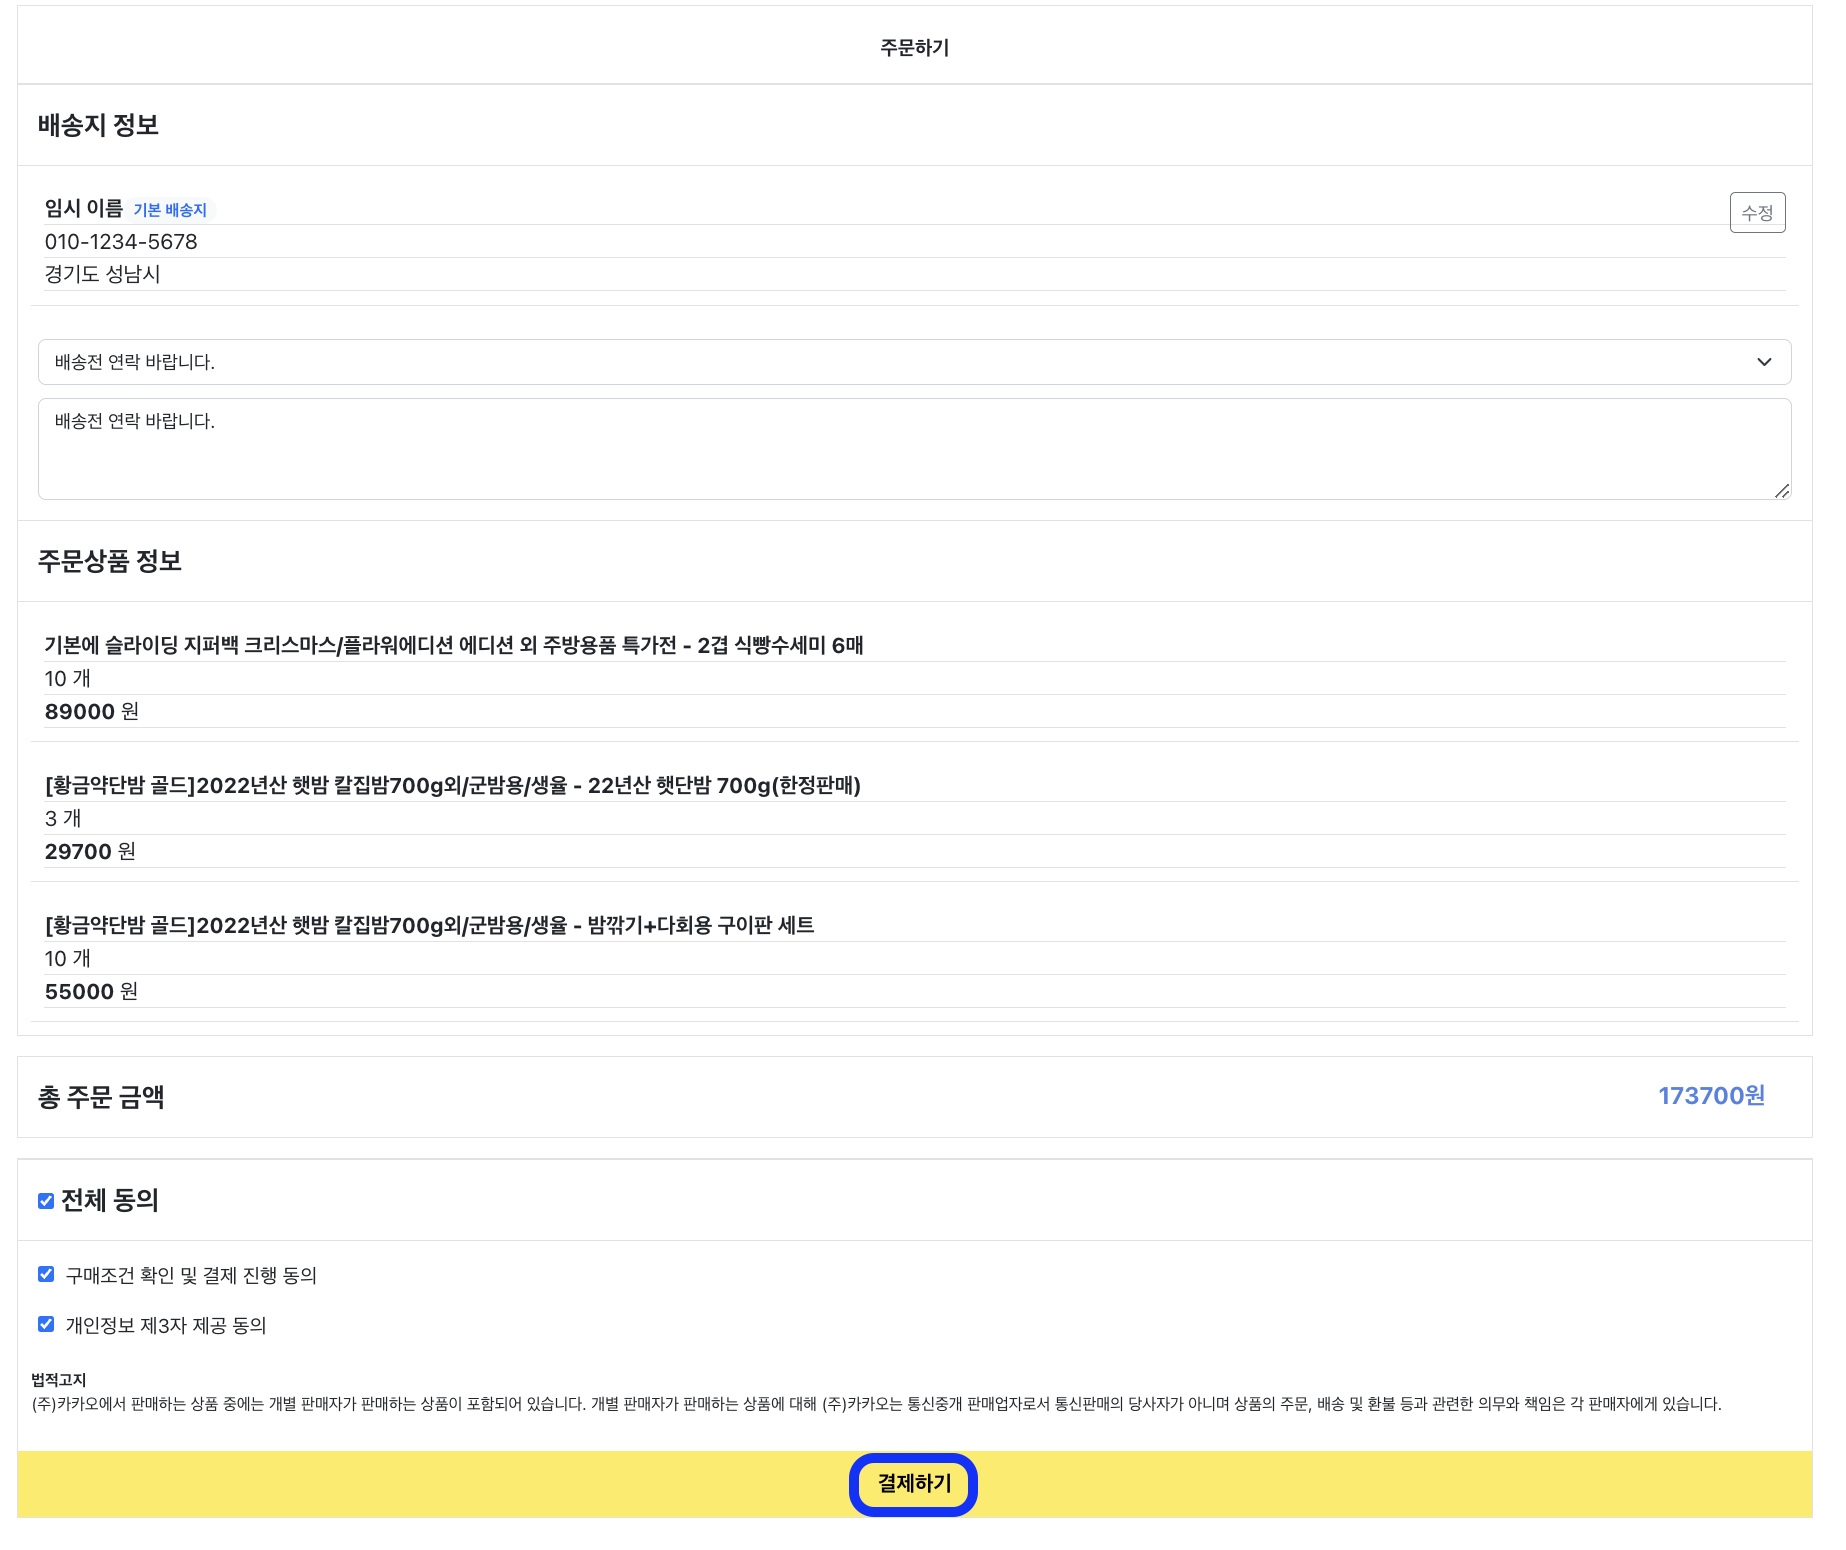 주문하기
배송지 정보
임시 이름 기본 배송지
수정
010-1234-5678
경기도 성남시
배송전 연락 바랍니다.
배송전 연락 바랍니다.
주문상품 정보
기본에 슬라이딩 지퍼백 크리스마스/플라워에디션 에디션 외 주방용품 특가전 - 2겹 식빵수세미 6매
10 개
89000 원
[황금약단밤 골드]2022년산 햇밤 칼집밤700g외/군밤용/생율 - 22년산 햇단밤 700g(한정판매)
3 개
29700 원
[황금약단밤 골드]2022년산 햇밤 칼집밤700g외/군밤용/생율 - 밤깎기+다회용 구이판 세트
10 개
55000 원
총 주문 금액
173700원
전체 동의
구매조건 확인 및 결제 진행 동의
개인정보 제3자 제공 동의
법적고지
(주)카카오에서 판매하는 상품 중에는 개별 판매자가 판매하는 상품이 포함되어 있습니다. 개별 판매자가 판매하는 상품에 대해 (주)카카오는 통신중개 판매업자로서 통신판매의 당사자가 아니며 상품의 주문, 배송 및 환불 등과 관련한 의무와 책임은 각 판매자에게 있습니다.
결제하기